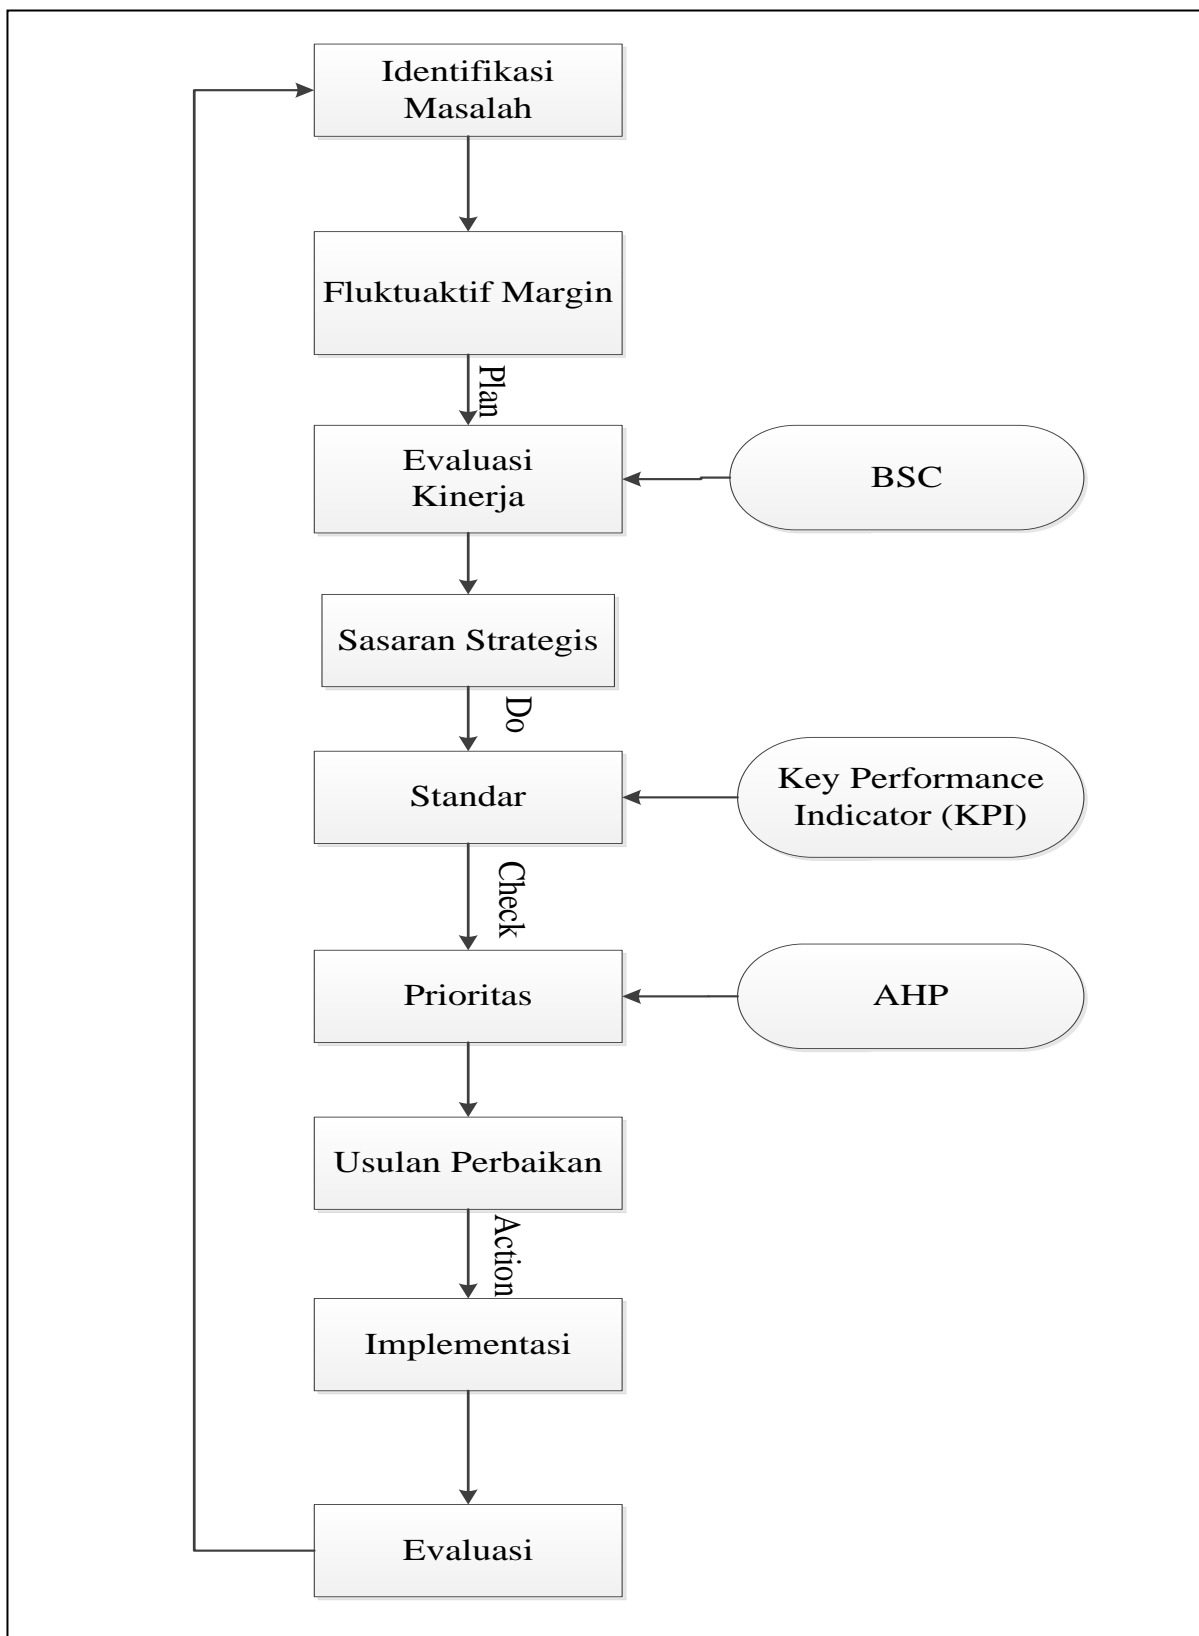 Identifikasi
Masalah
Fluktuaktif Margin
Plan
Evaluasi
Kinerja
BSC
Sasaran Strategis
Do
Standar
Key Performance
Indicator (KPI)
Check
Prioritas
AHP
Usulan Perbaikan
Action
Implementasi
Evaluasi